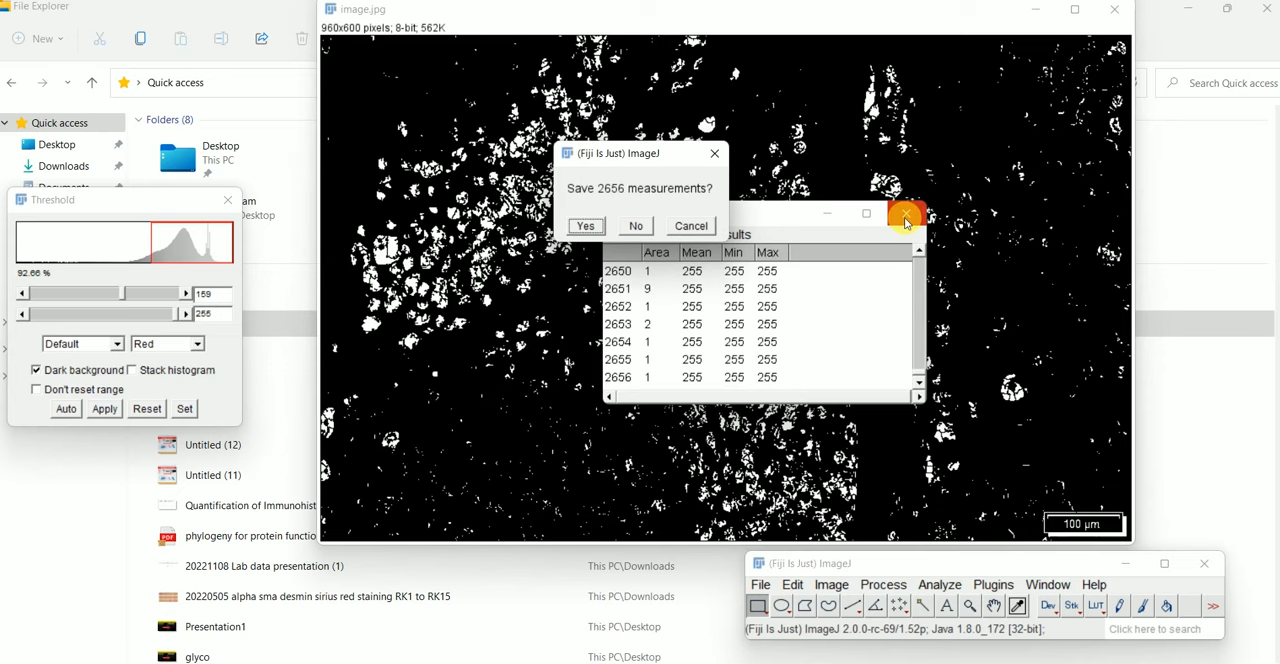 File Explorer
New
Quick access
Search Quick access
Quick access
Desktop
Downloads
Folders (8)
Desktop
This PC
Desktop
image.jpg
960x600 pixels; 8-bit; 562K
100 µm
Threshold
92.66 %
159
255
Default
Red
Dark background
Stack histogram
Don't reset range
Auto
Apply
Reset
Set
(Fiji Is Just) ImageJ
Save 2656 measurements?
Yes
No
Cancel
Area Mean Min Max
2650 1 255 255 255
2651 9 255 255 255
2652 1 255 255 255
2653 2 255 255 255
2654 1 255 255 255
2655 1 255 255 255
2656 1 255 255 255
Untitled (12)
Untitled (11)
Quantification of Immunohist
phylogeny for protein functio
20221108 Lab data presentation (1)
This PC\Downloads
20220505 alpha sma desmin sirius red staining RK1 to RK15
This PC\Downloads
Presentation1
This PC\Desktop
glyco
This PC\Desktop
(Fiji Is Just) ImageJ
File Edit Image Process Analyze Plugins Window Help
Dev Stk LUT
(Fiji Is Just) ImageJ 2.0.0-rc-69/1.52p; Java 1.8.0_172 [32-bit];
Click here to search